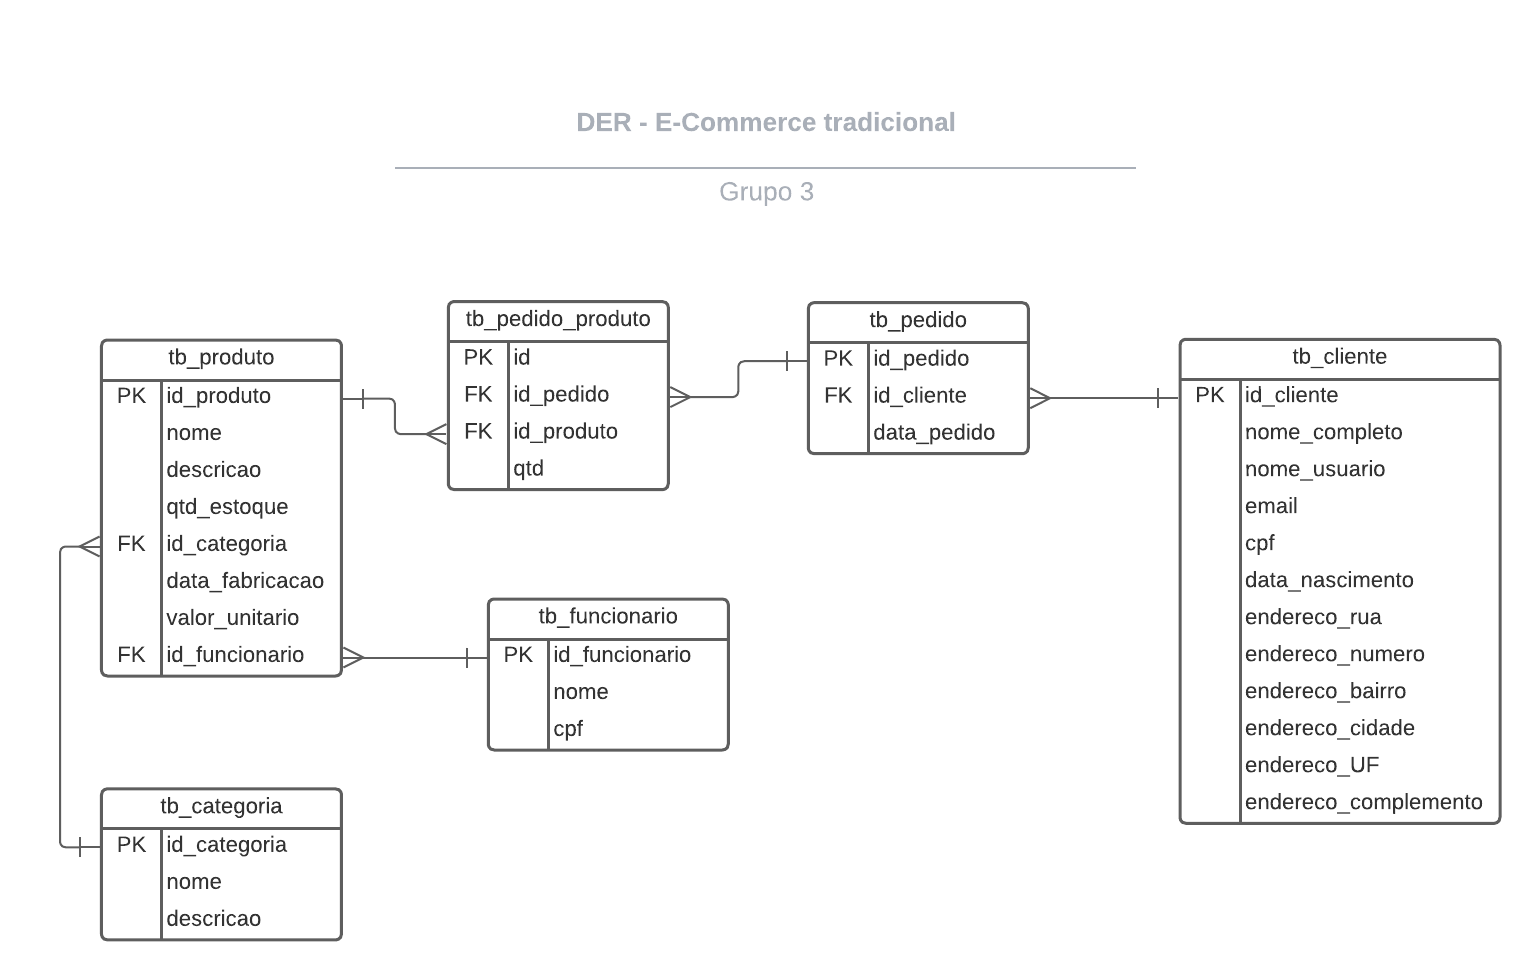 DER - E-Commerce tradicional
Grupo 3
tb_produto
PK id_produto
nome
descricao
qtd_estoque
FK id_categoria
data_fabricacao
valor_unitario
FK id_funcionario
tb_pedido_produto
PK id
FK id_pedido
FK id_produto
qtd
tb_pedido
PK id_pedido
FK id_cliente
data_pedido
tb_cliente
PK id_cliente
nome_completo
nome_usuario
email
cpf
data_nascimento
endereco_rua
endereco_numero
endereco_bairro
endereco_cidade
endereco_UF
endereco_complemento
tb_funcionario
PK id_funcionario
nome
cpf
tb_categoria
PK id_categoria
nome
descricao